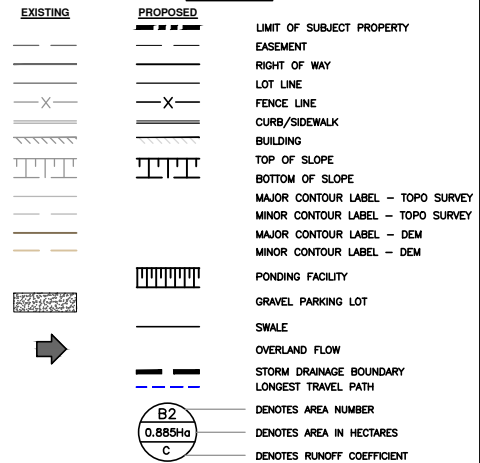 EXISTING PROPOSED
LIMIT OF SUBJECT PROPERTY
EASEMENT
RIGHT OF WAY
LOT LINE
X X FENCE LINE
CURB/SIDEWALK
BUILDING
TOP OF SLOPE
BOTTOM OF SLOPE
MAJOR CONTOUR LABEL – TOPO SURVEY
MINOR CONTOUR LABEL – TOPO SURVEY
MAJOR CONTOUR LABEL – DEM
MINOR CONTOUR LABEL – DEM
PONDING FACILITY
GRAVEL PARKING LOT
SWALE
OVERLAND FLOW
STORM DRAINAGE BOUNDARY
LONGEST TRAVEL PATH
B2 DENOTES AREA NUMBER
0.885Ha DENOTES AREA IN HECTARES
C DENOTES RUNOFF COEFFICIENT